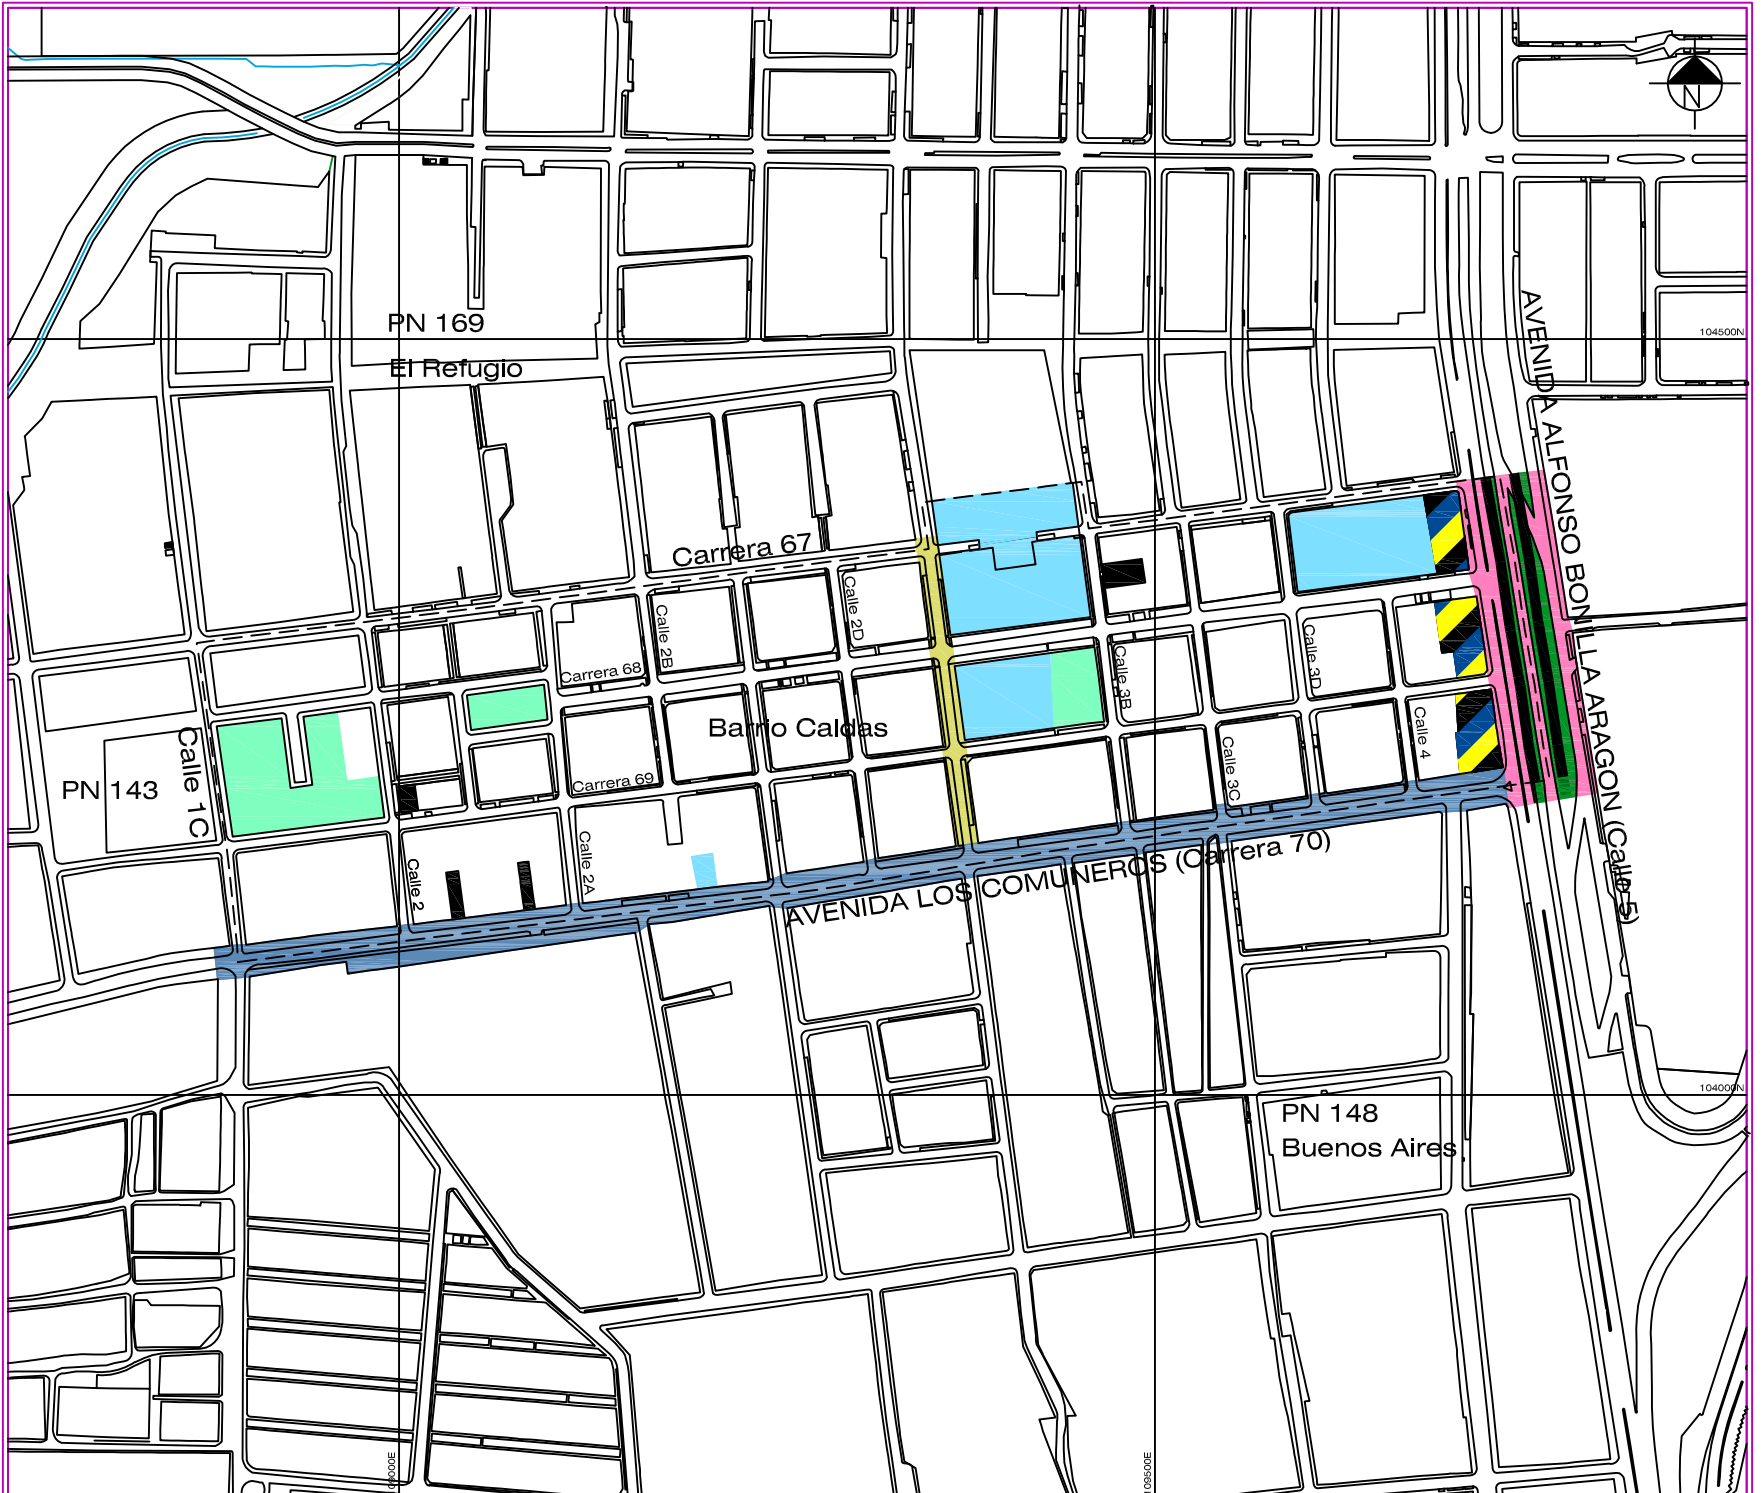 N
PN 169
104500N
El Refugio
AVENIDA ALFONSO BONILLA ARAGON (Calle 5)
Carrera 67
Calle 2D
Calle 2B
Carrera 68
Calle 3B
Calle 3D
Barrio Caldas
Calle 4
Calle 1C
PN 143
Carrera 69
Calle 3C
Calle 2A
Calle 2
AVENIDA LOS COMUNEROS (Carrera 70)
104000N
PN 148
Buenos Aires